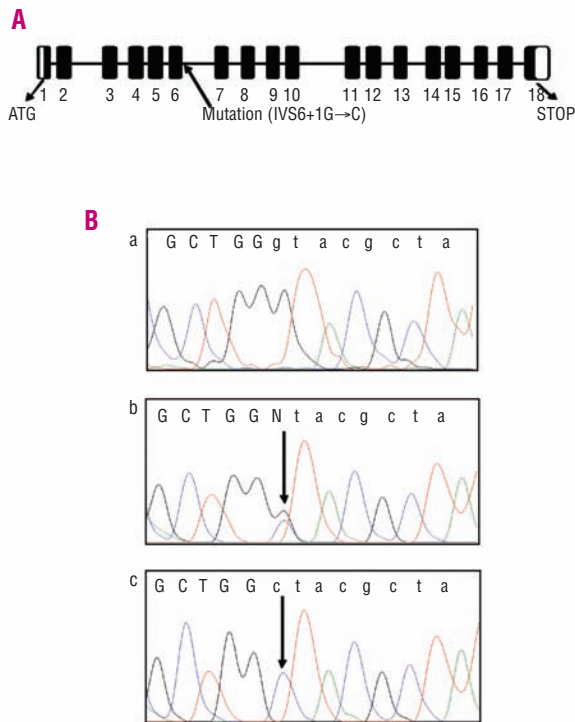 A
1 2 3 4 5 6 7 8 9 10 11 12 13 14 15 16 17 18
ATG Mutation (IVS6+1G→C) STOP
B
a
G C T G G g t a c g c t a
b
G C T G G N t a c g c t a
c
G C T G G c t a c g c t a